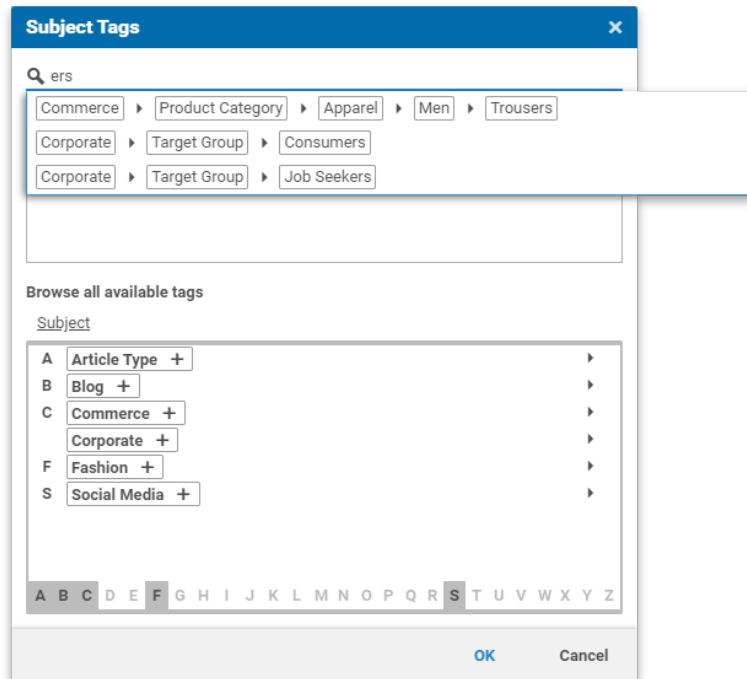 Subject Tags ×
ers
Commerce Product Category Apparel Men Trousers
Corporate Target Group Consumers
Corporate Target Group Job Seekers
Browse all available tags
Subject
A Article Type +
B Blog +
C Commerce +
Corporate +
F Fashion +
S Social Media +
A B C D E F G H I J K L M N O P Q R S T U V W X Y Z
OK Cancel